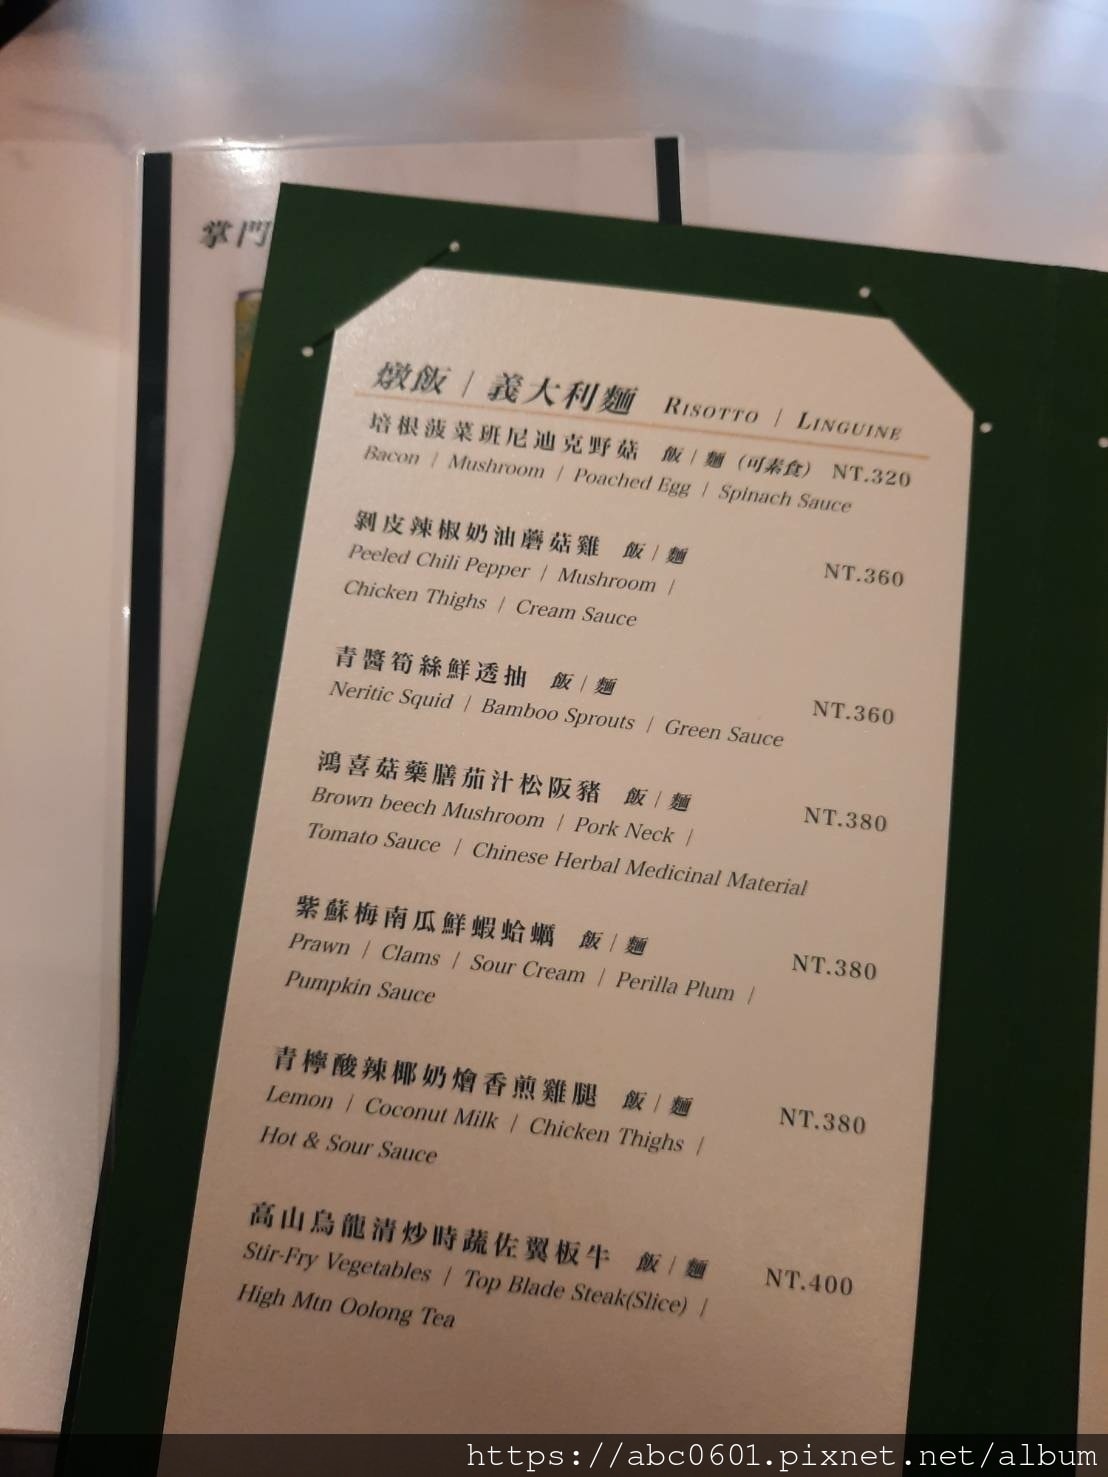 掌門
燉飯 | 義大利麵 RISOTTO | LINGUINE
培根菠菜班尼迪克野菇 飯 | 麵 (可素食) NT.320
Bacon | Mushroom | Poached Egg | Spinach Sauce
剝皮辣椒奶油蘑菇雞 飯 | 麵 NT.360
Peeled Chili Pepper | Mushroom |
Chicken Thighs | Cream Sauce
青醬筍絲鮮透抽 飯 | 麵 NT.360
Neritic Squid | Bamboo Sprouts | Green Sauce
鴻喜菇藥膳茄汁松阪豬 飯 | 麵 NT.380
Brown beech Mushroom | Pork Neck |
Tomato Sauce | Chinese Herbal Medicinal Material
紫蘇梅南瓜鮮蝦蛤蠣 飯 | 麵 NT.380
Prawn | Clams | Sour Cream | Perilla Plum |
Pumpkin Sauce
青檸酸辣椰奶燴香煎雞腿 飯 | 麵 NT.380
Lemon | Coconut Milk | Chicken Thighs |
Hot & Sour Sauce
高山烏龍清炒時蔬佐翼板牛 飯 | 麵 NT.400
Stir-Fry Vegetables | Top Blade Steak(Slice) |
High Mtn Oolong Tea
https://abc0601.pixnet.net/album